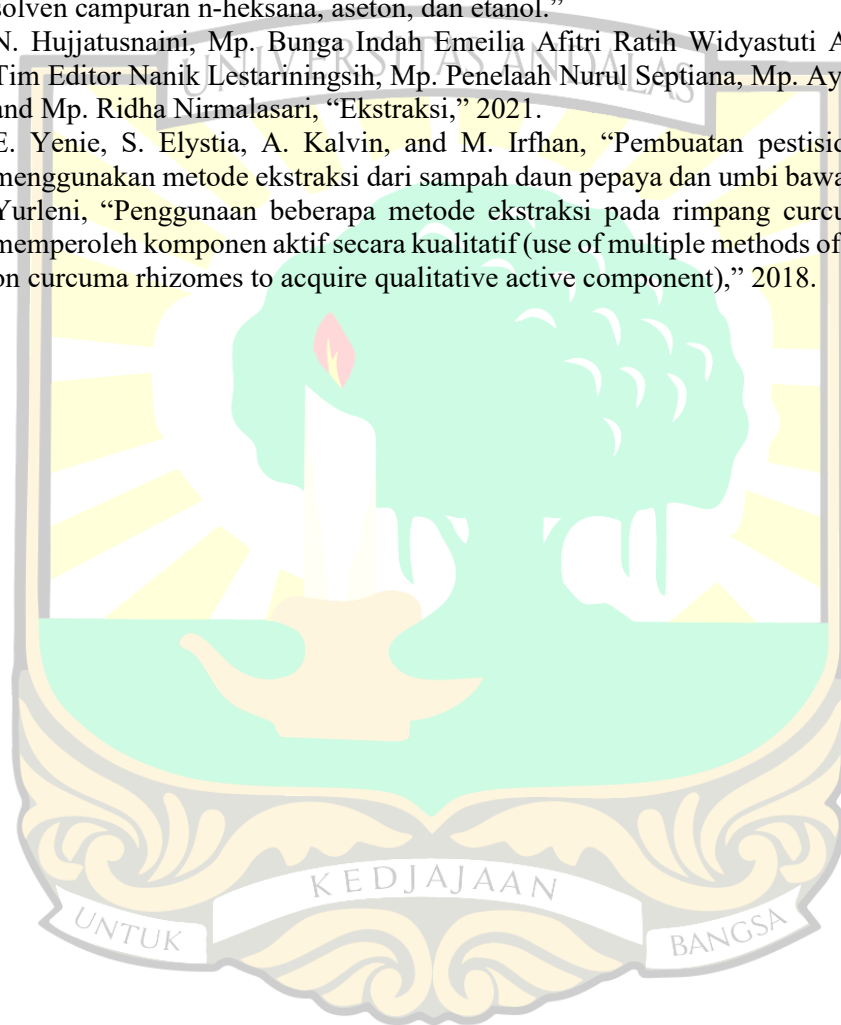 solven campuran n-heksana, aseton, dan etanol.”
N. Hujjatusnaini, Mp. Bunga Indah Emeilia Afitri Ratih Widyastuti A
Tim Editor Nanik Lestariningsih, Mp. Penelaah Nurul Septiana, Mp. Ay
and Mp. Ridha Nirmalasari, “Ekstraksi,” 2021.
E. Yenie, S. Elystia, A. Kalvin, and M. Irfhan, “Pembuatan pestisid
menggunakan metode ekstraksi dari sampah daun pepaya dan umbi bawa
Yurleni, “Penggunaan beberapa metode ekstraksi pada rimpang curcu
memperoleh komponen aktif secara kualitatif (use of multiple methods of
on curcuma rhizomes to acquire qualitative active component),” 2018.
UNIVERSITAS ANDALAS
KEDJAJAAN
UNTUK
BANGSA